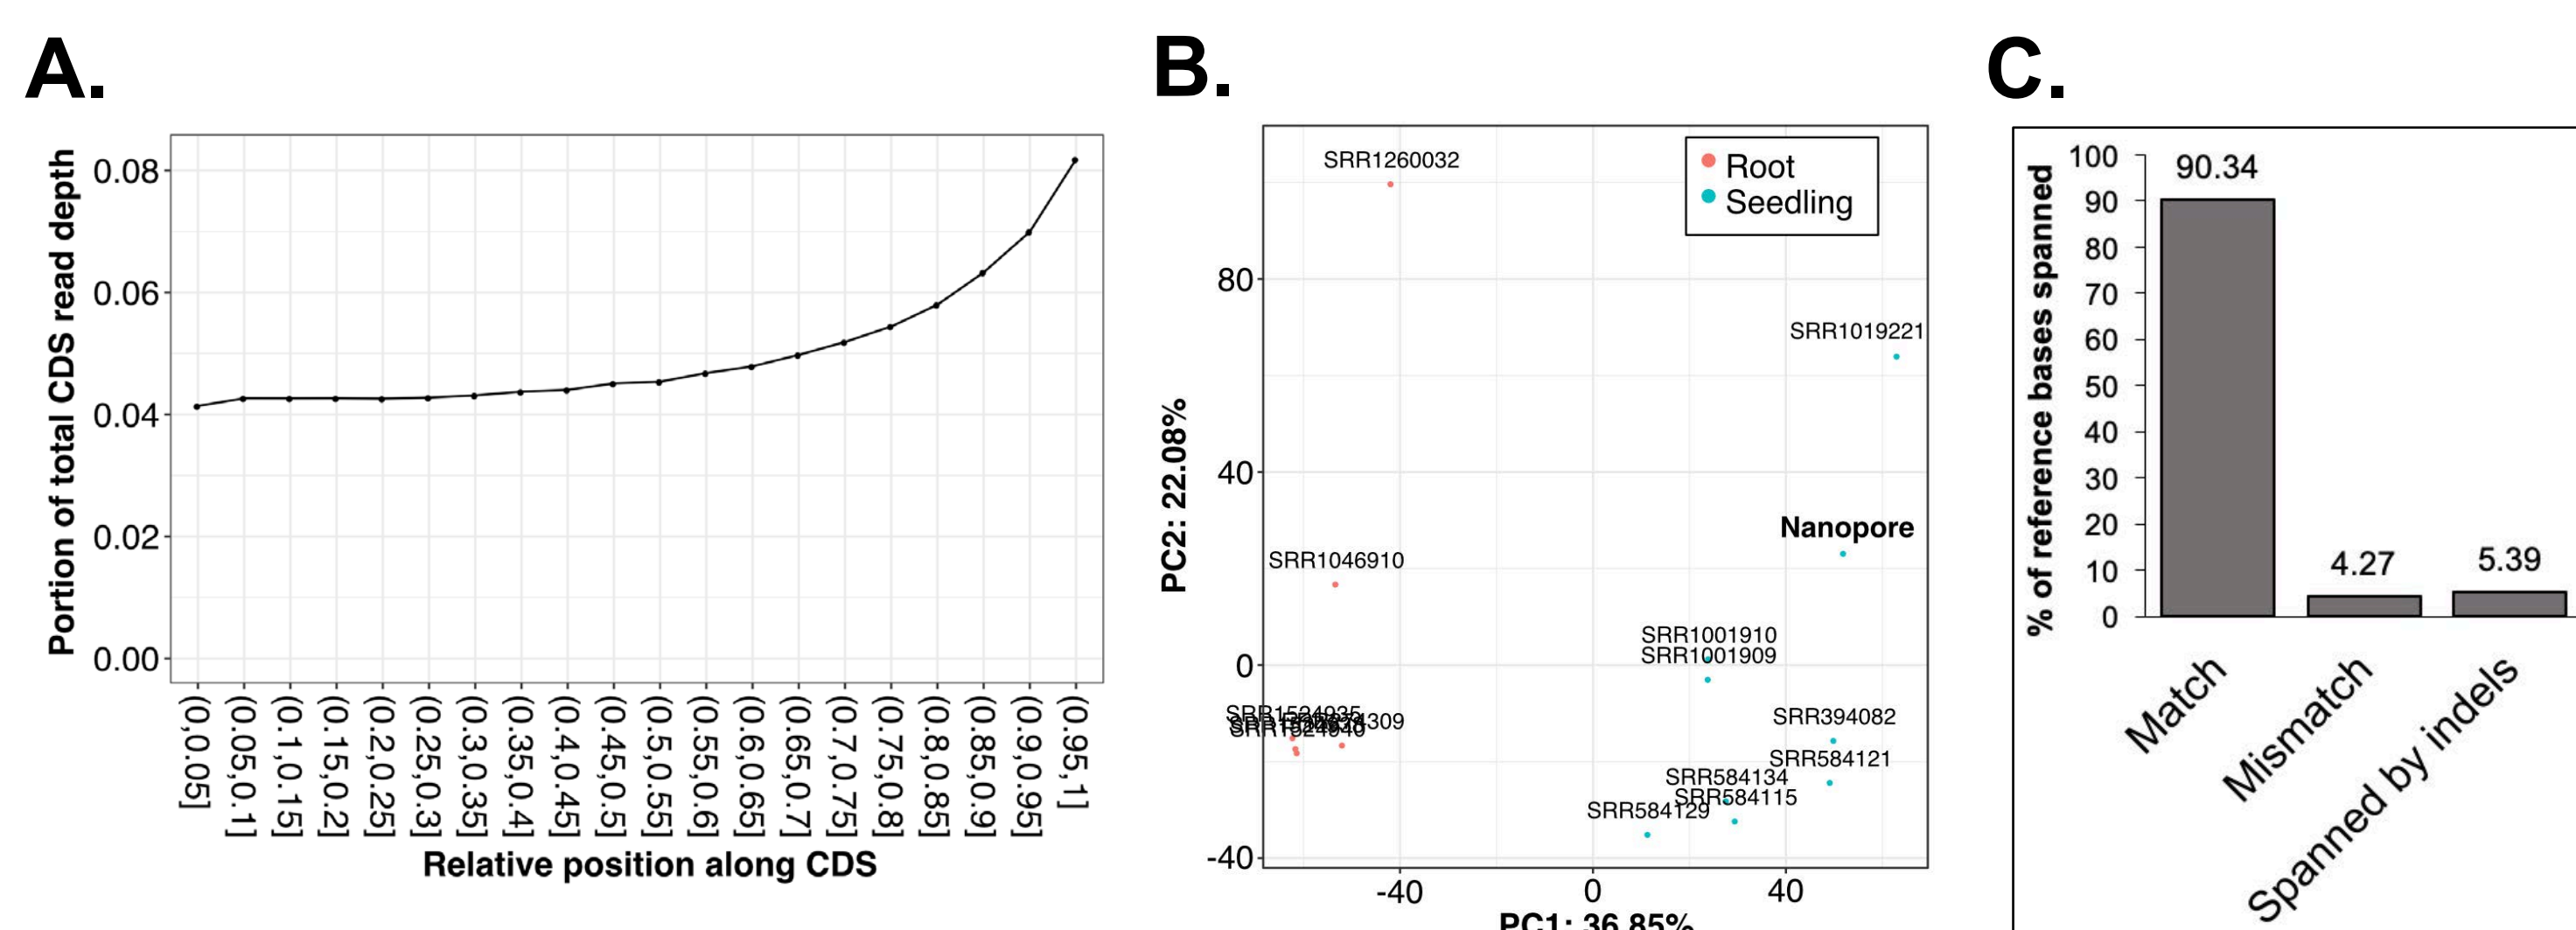 A.
Portion of total CDS read depth
0.08
0.06
0.04
0.02
0.00
(0,0.05]
(0.05,0.1]
(0.1,0.15]
(0.15,0.2]
(0.2,0.25]
(0.25,0.3]
(0.3,0.35]
(0.35,0.4]
(0.4,0.45]
(0.45,0.5]
(0.5,0.55]
(0.55,0.6]
(0.6,0.65]
(0.65,0.7]
(0.7,0.75]
(0.75,0.8]
(0.8,0.85]
(0.85,0.9]
(0.9,0.95]
(0.95,1]
Relative position along CDS
B.
PC2: 22.08%
80
40
0
-40
Root
Seedling
SRR1260032
SRR1019221
Nanopore
SRR1046910
SRR1001910
SRR1001909
SRR1524935
SRR394082
SRR584121
SRR584134
SRR584115
SRR584129
-40
0
40
PC1: 36.85%
C.
% of reference bases spanned
100
90
80
70
60
50
40
30
20
10
0
90.34
4.27
5.39
Match
Mismatch
Spanned by indels